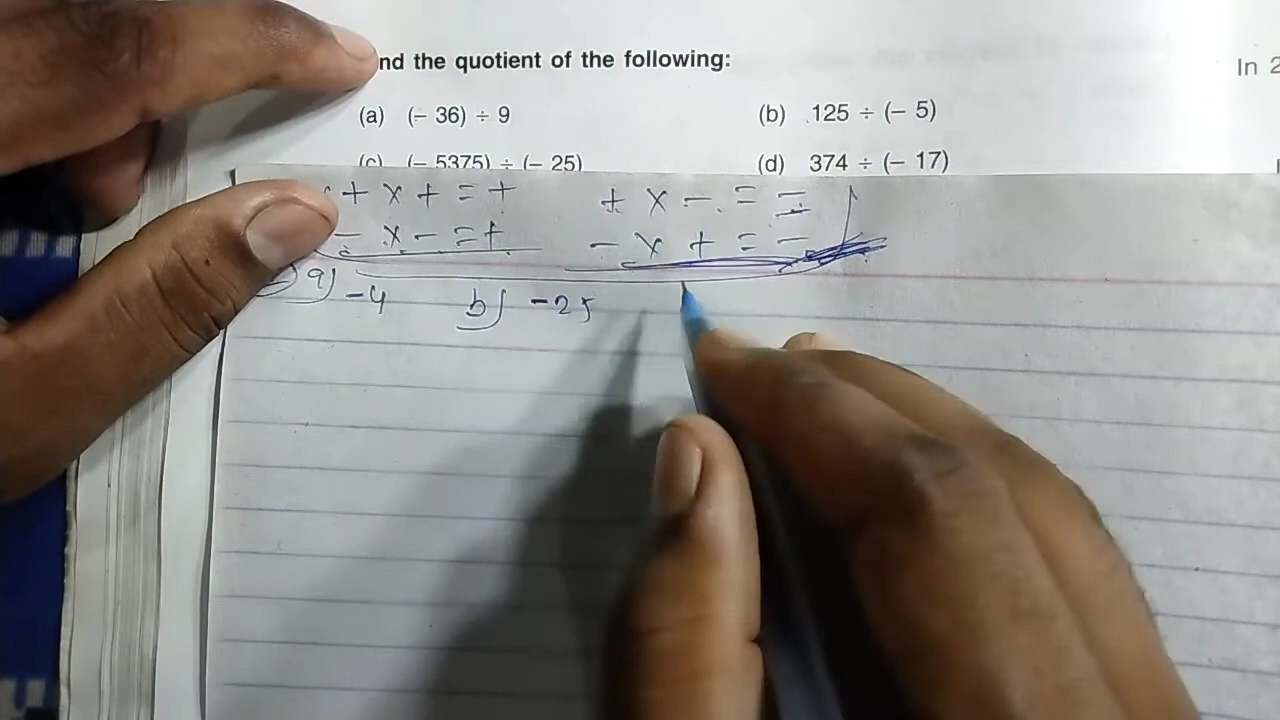 nd the quotient of the following:
In 2
(a) (– 36) ÷ 9
(b) 125 ÷ (– 5)
(c) (– 5375) ÷ (– 25)
(d) 374 ÷ (– 17)
+ x + = +
+ x - = -
- x - = +
- x + = -
a) -4
b) -25